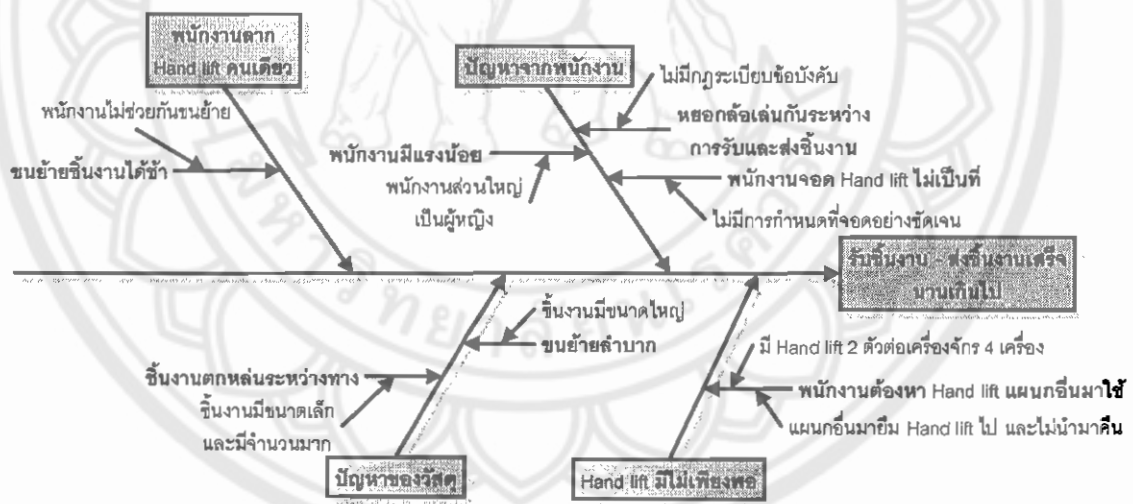 พนักงานลาก
Hand lift คนเดียว
ปัญหาจากพนักงาน
ไม่มีกฎระเบียบข้อบังคับ
พนักงานไม่ช่วยกันขนย้าย
หยอกล้อเล่นกันระหว่าง
การรับและส่งชิ้นงาน
พนักงานมีแรงน้อย
ขนย้ายชิ้นงานได้ช้า
พนักงานส่วนใหญ่
เป็นผู้หญิง
พนักงานจอด Hand lift ไม่เป็นที่
ไม่มีการกำหนดที่จอดอย่างชัดเจน
รับชิ้นงาน - ส่งชิ้นงานเสร็จ
นานเกินไป
ชิ้นงานมีขนาดใหญ่
ขนย้ายลำบาก
มี Hand lift 2 ตัวต่อเครื่องจักร 4 เครื่อง
ชิ้นงานตกหล่นระหว่างทาง
พนักงานต้องหา Hand lift แผนกอื่นมาใช้
ชิ้นงานมีขนาดเล็ก
และมีจำนวนมาก
แผนกอื่นมายืม Hand lift ไป และไม่นำมาคืน
ปัญหาของวัสดุ
Hand lift มีไม่เพียงพอ